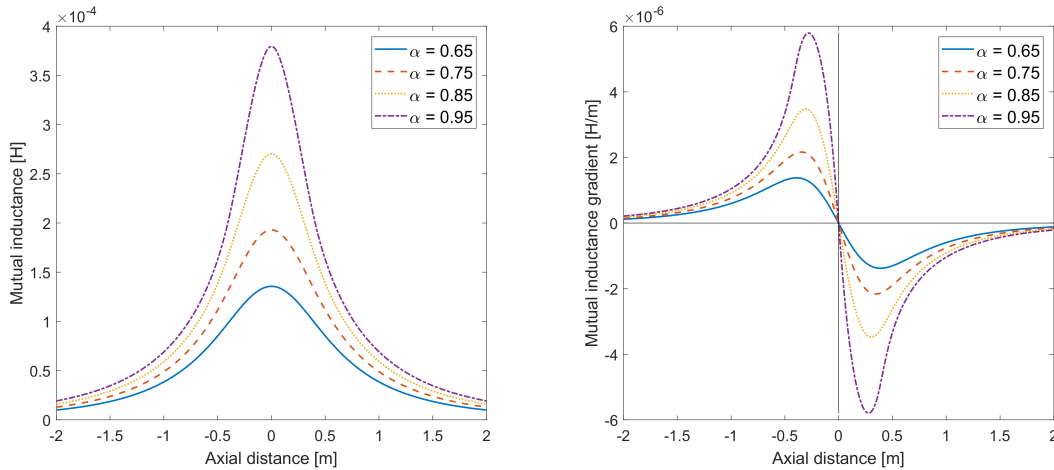 ×10⁻⁴
4
3.5
3
2.5
2
1.5
1
0.5
0
-2 -1.5 -1 -0.5 0 0.5 1 1.5 2
Axial distance [m]
Mutual inductance [H]
α = 0.65
α = 0.75
α = 0.85
α = 0.95
×10⁻⁶
6
4
2
0
-2
-4
-6
-2 -1.5 -1 -0.5 0 0.5 1 1.5 2
Axial distance [m]
Mutual inductance gradient [H/m]
α = 0.65
α = 0.75
α = 0.85
α = 0.95